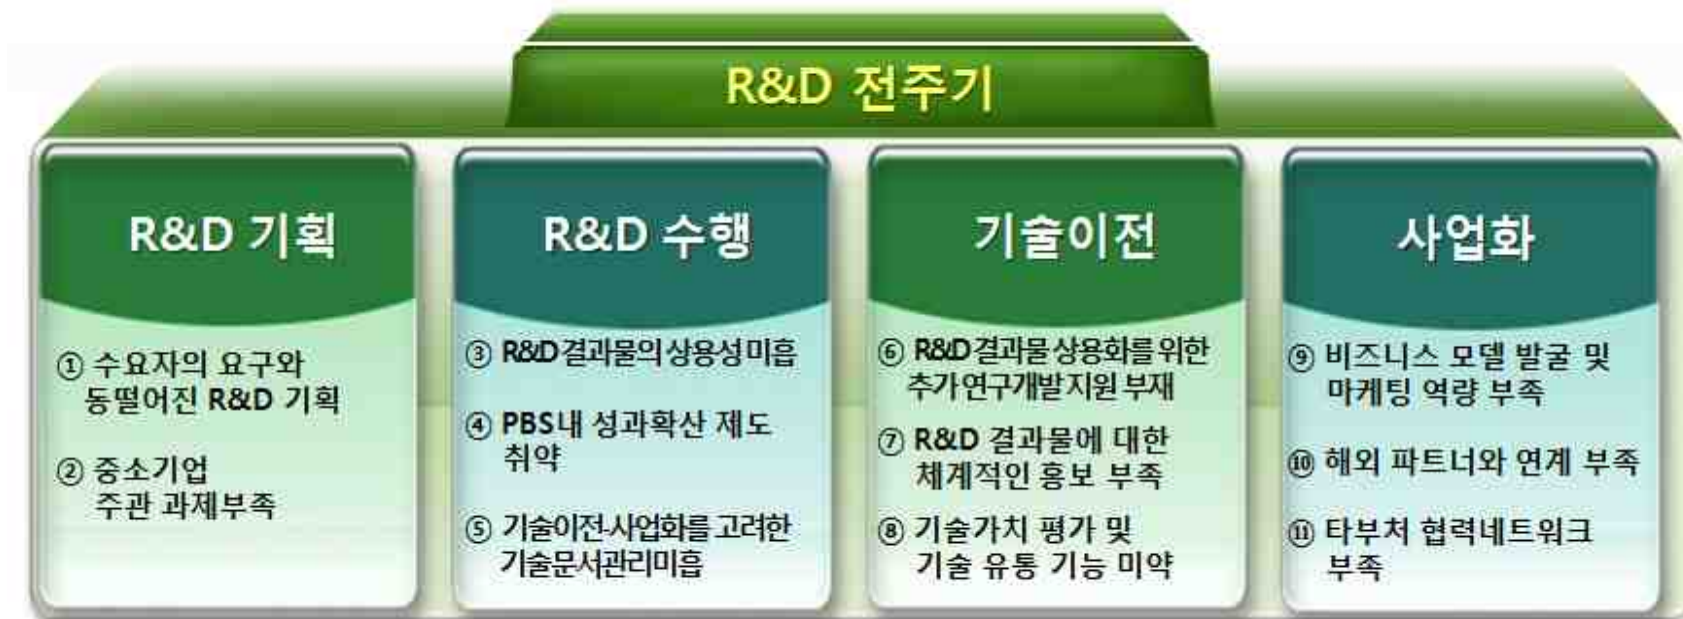 R&D 전주기
R&D 기획
① 수요자의 요구와
동떨어진 R&D 기획
② 중소기업
주관 과제부족
R&D 수행
③ R&D결과물의상용성미흡
④ PBS내 성과확산 제도
취약
⑤ 기술이전·사업화를 고려한
기술문서관리미흡
기술이전
⑥ R&D결과물상용화를 위한
추가연구개발지원 부재
⑦ R&D 결과물에 대한
체계적인 홍보 부족
⑧ 기술가치 평가 및
기술 유통 기능 미약
사업화
⑨ 비즈니스 모델 발굴 및
마케팅 역량 부족
⑩ 해외 파트너와 연계 부족
⑪ 타부처 협력네트워크
부족